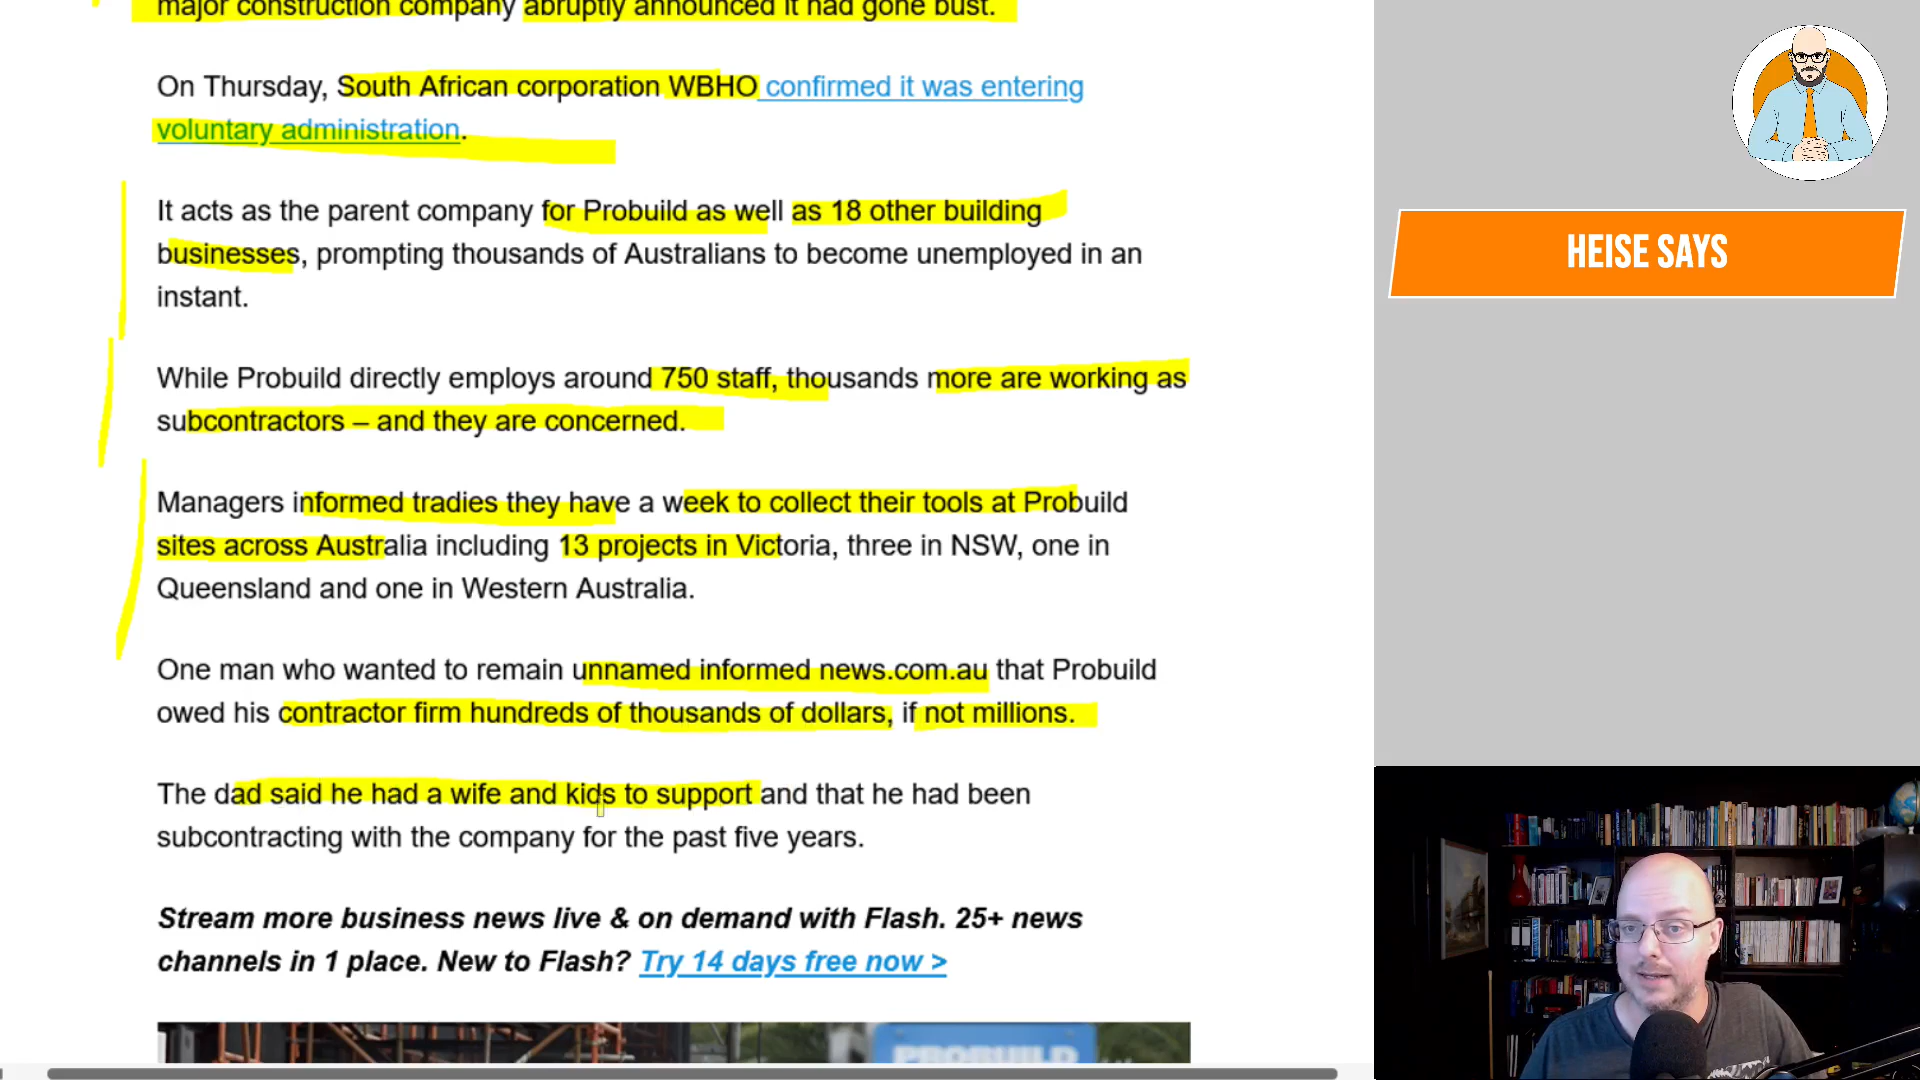 major construction company abruptly announced it had gone bust.
On Thursday, South African corporation WBHO confirmed it was entering
voluntary administration.
It acts as the parent company for Probuild as well as 18 other building
businesses, prompting thousands of Australians to become unemployed in an
instant.
While Probuild directly employs around 750 staff, thousands more are working as
subcontractors – and they are concerned.
Managers informed tradies they have a week to collect their tools at Probuild
sites across Australia including 13 projects in Victoria, three in NSW, one in
Queensland and one in Western Australia.
One man who wanted to remain unnamed informed news.com.au that Probuild
owed his contractor firm hundreds of thousands of dollars, if not millions.
The dad said he had a wife and kids to support and that he had been
subcontracting with the company for the past five years.
Stream more business news live & on demand with Flash. 25+ news
channels in 1 place. New to Flash? Try 14 days free now >
PROBUILD
HEISE SAYS